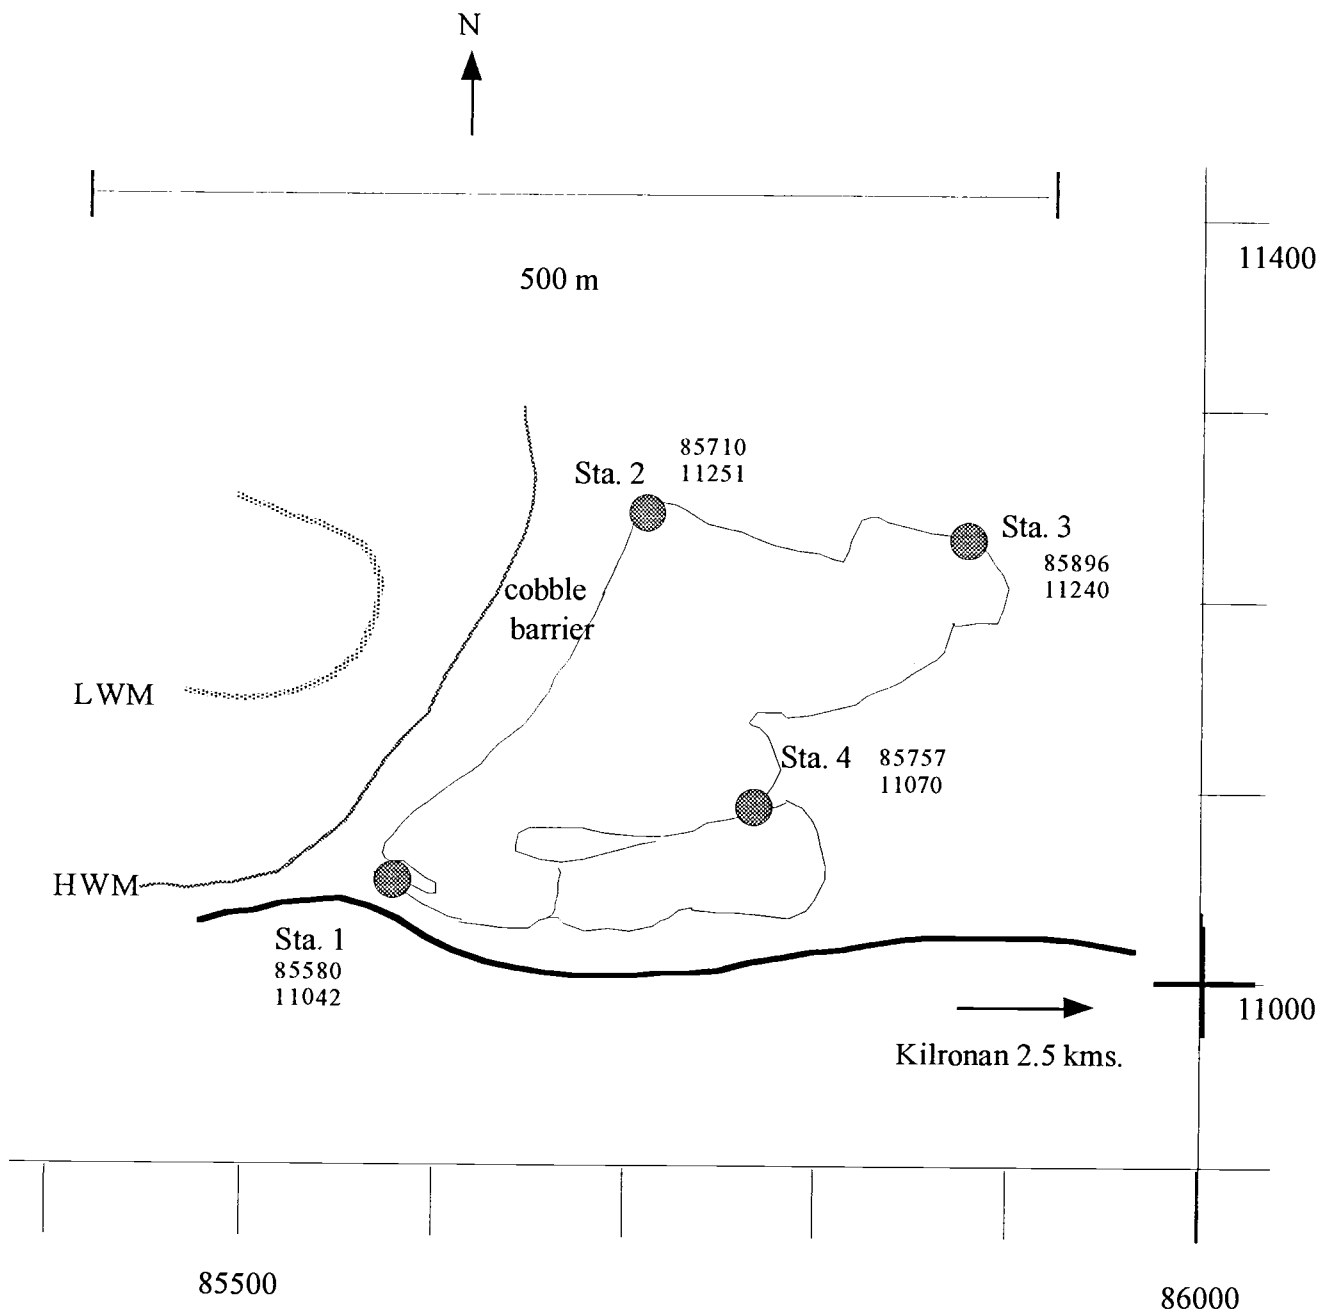 N
500 m
11400
Sta. 2
85710
11251
Sta. 3
85896
11240
cobble
barrier
LWM
Sta. 4
85757
11070
HWM
Sta. 1
85580
11042
11000
Kilronan 2.5 kms.
85500
86000